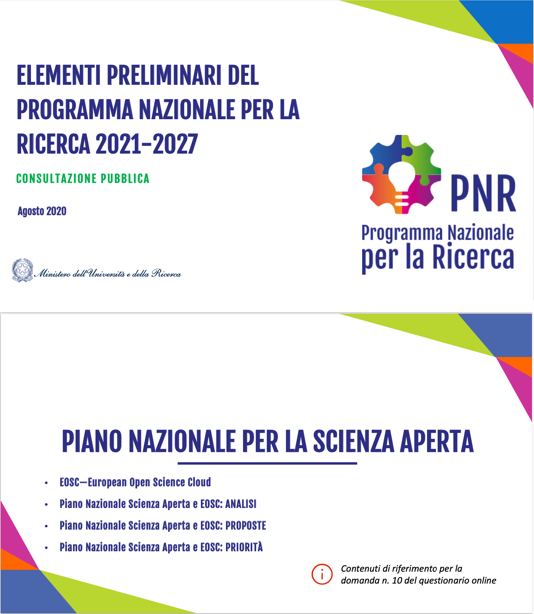 ELEMENTI PRELIMINARI DEL
PROGRAMMA NAZIONALE PER LA
RICERCA 2021-2027
CONSULTAZIONE PUBBLICA
Agosto 2020
Ministero dell'Università e della Ricerca
PNR
Programma Nazionale
per la Ricerca
PIANO NAZIONALE PER LA SCIENZA APERTA
• EOSC—European Open Science Cloud
• Piano Nazionale Scienza Aperta e EOSC: ANALISI
• Piano Nazionale Scienza Aperta e EOSC: PROPOSTE
• Piano Nazionale Scienza Aperta e EOSC: PRIORITÀ
i
Contenuti di riferimento per la
domanda n. 10 del questionario online